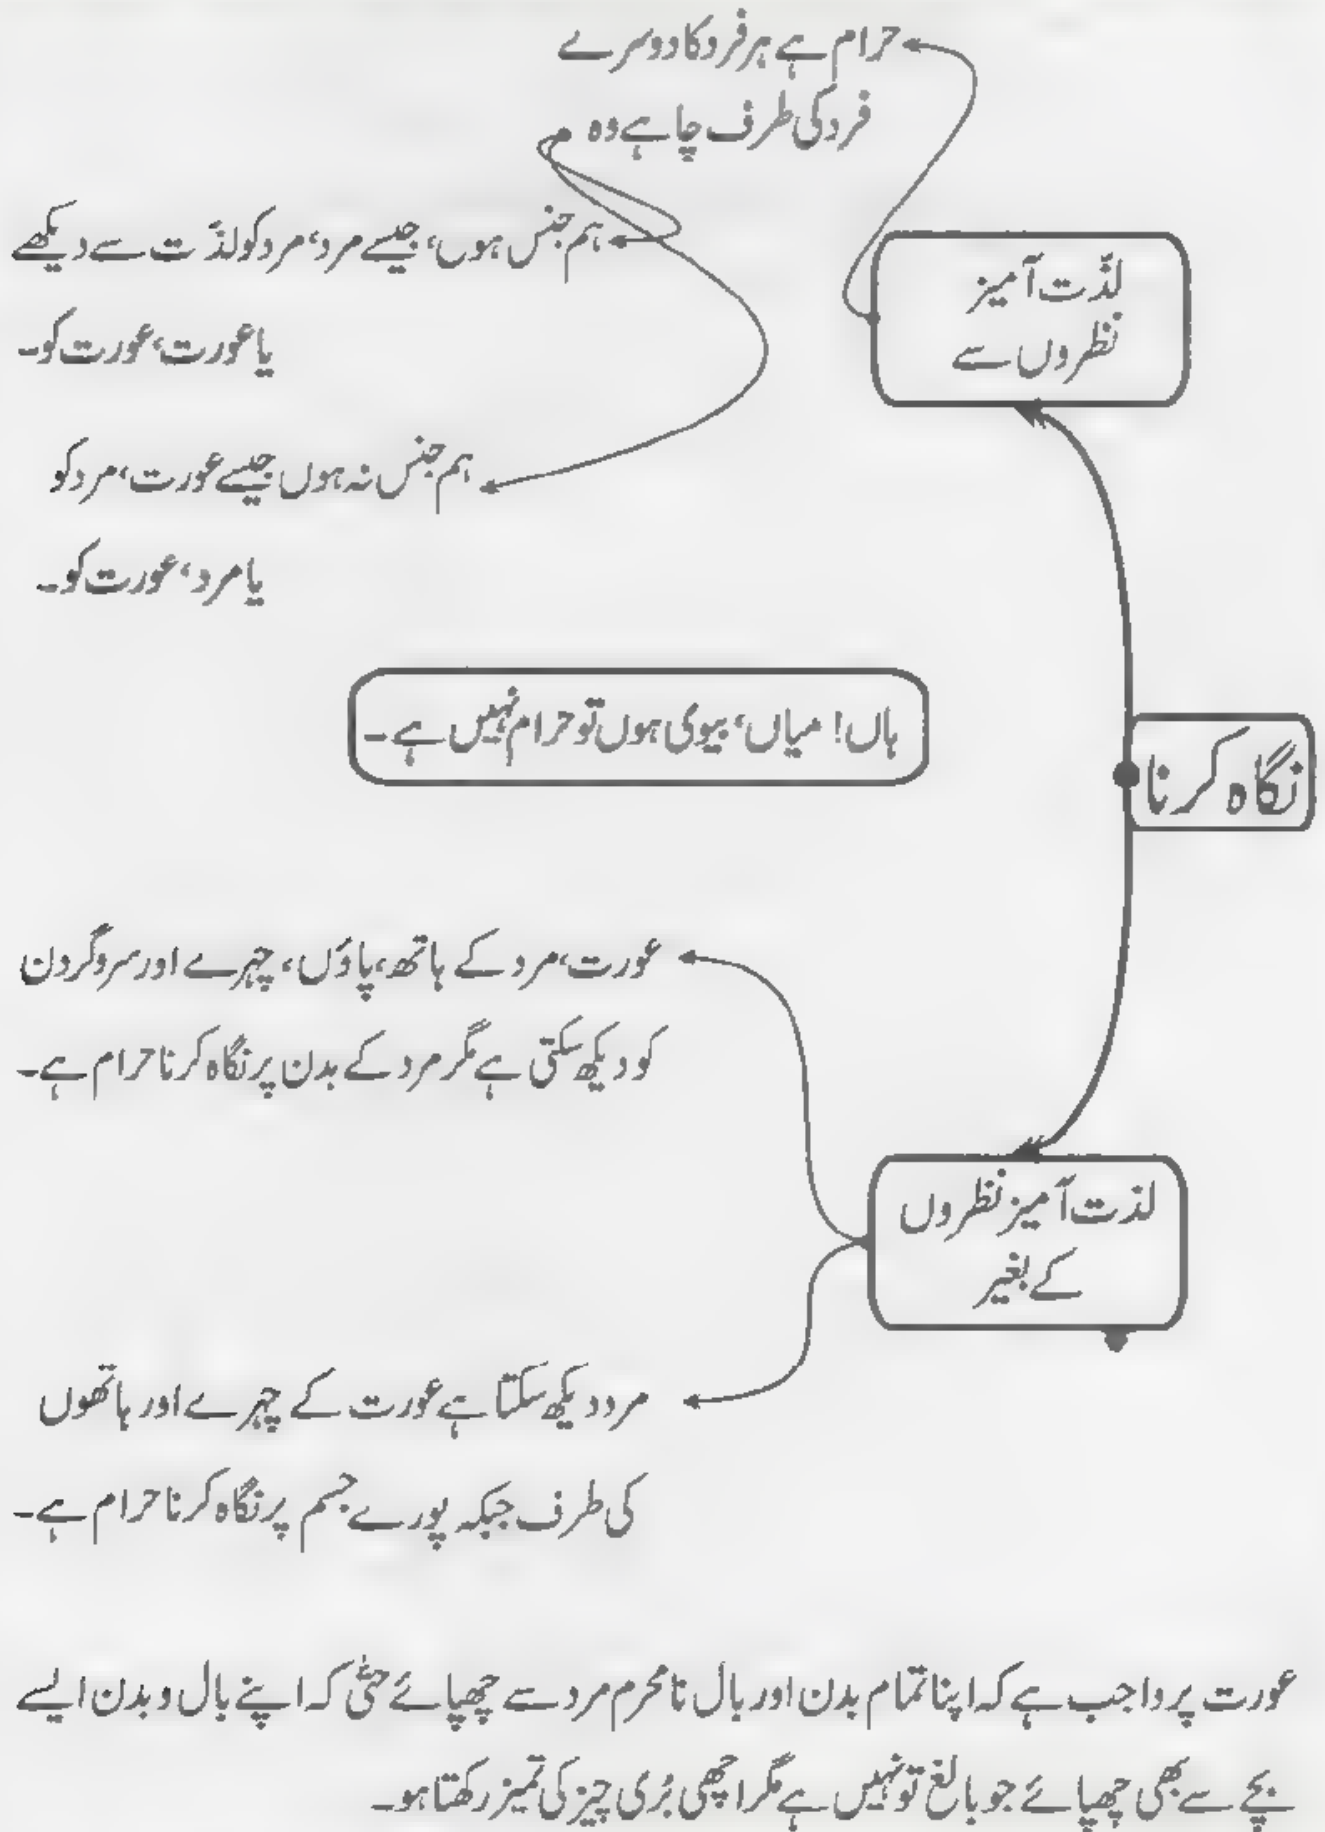 حرام ہے ہر فرد کا دوسرے
فرد کی طرف چاہے وہ
لذّت آمیز
نظروں سے
ہم جنس ہوں، جیسے مرد، مرد کو لذّت سے دیکھے
یا عورت، عورت کو۔
ہم جنس نہ ہوں جیسے عورت، مرد کو
یا مرد، عورت کو۔
ہاں! میاں، بیوی ہوں تو حرام نہیں ہے۔
نگاہ کرنا
عورت، مرد کے ہاتھ، پاؤں، چہرے اور سر و گردن
کو دیکھ سکتی ہے مگر مرد کے بدن پر نگاہ کرنا حرام ہے۔
لذت آمیز نظروں
کے بغیر
مرد دیکھ سکتا ہے عورت کے چہرے اور ہاتھوں
کی طرف جبکہ پورے جسم پر نگاہ کرنا حرام ہے۔
عورت پر واجب ہے کہ اپنا تمام بدن اور بال نامحرم مرد سے چھپائے حتّٰی کہ اپنے بال و بدن ایسے
بچے سے بھی چھپائے جو بالغ تو نہیں ہے مگر اچھی بُری چیز کی تمیز رکھتا ہو۔